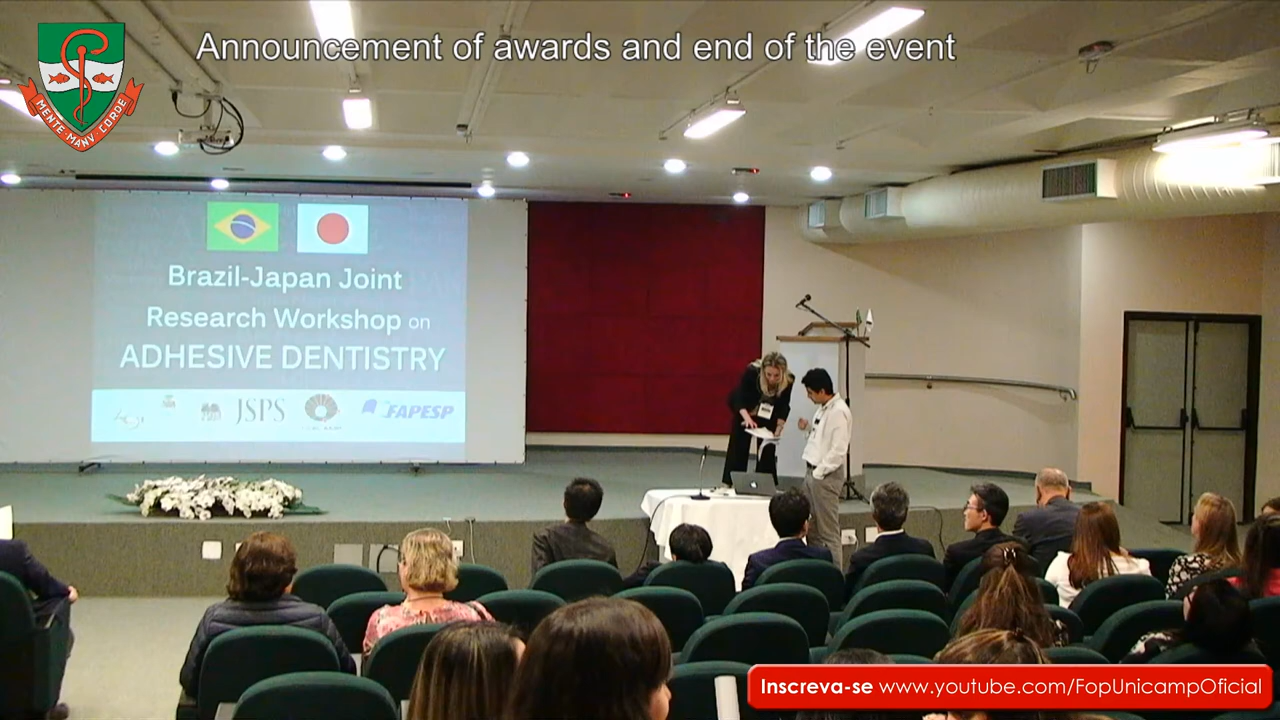 Announcement of awards and end of the event
MENTE MANV CORDE
Brazil-Japan Joint
Research Workshop on
ADHESIVE DENTISTRY
JSPS
FAPESP
Inscreva-se www.youtube.com/FopUnicampOficial